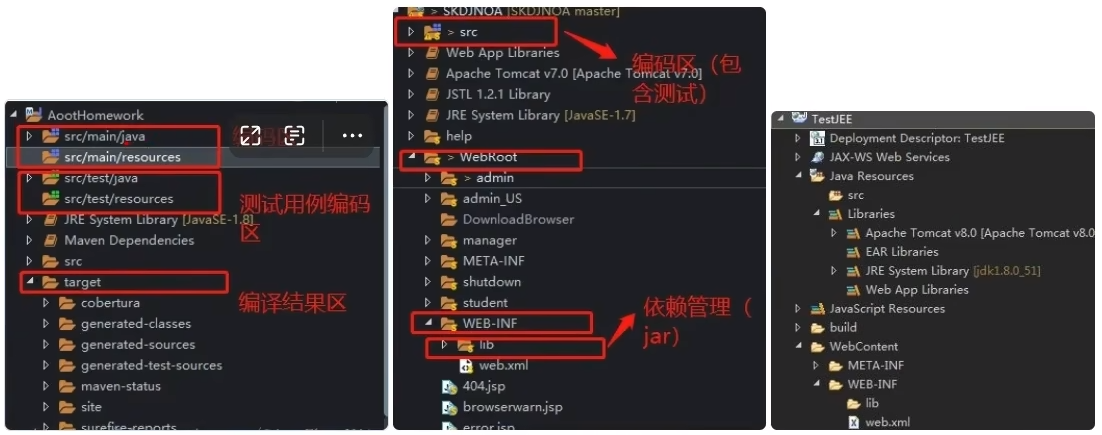 AootHomework
src/main/java
src/main/resources
src/test/java
src/test/resources
JRE System Library [JavaSE-1.8]
Maven Dependencies
src
target
cobertura
generated-classes
generated-sources
generated-test-sources
maven-status
site
surefire-reports
测试用例编码
区
编译结果区
> SKDJNOA [SKDJNOA master]
> src
Web App Libraries
Apache Tomcat v7.0 [Apache Tomcat v7.0]
JSTL 1.2.1 Library
JRE System Library [JavaSE-1.7]
help
> WebRoot
> admin
admin_US
DownloadBrowser
manager
META-INF
shutdown
student
WEB-INF
lib
web.xml
404.jsp
browserwarn.jsp
error.jsp
编码区（包
含测试）
依赖管理（
jar）
TestJEE
Deployment Descriptor: TestJEE
JAX-WS Web Services
Java Resources
src
Libraries
Apache Tomcat v8.0 [Apache Tomcat v8.0
EAR Libraries
JRE System Library [jdk1.8.0_51]
Web App Libraries
JavaScript Resources
build
WebContent
META-INF
WEB-INF
lib
web.xml